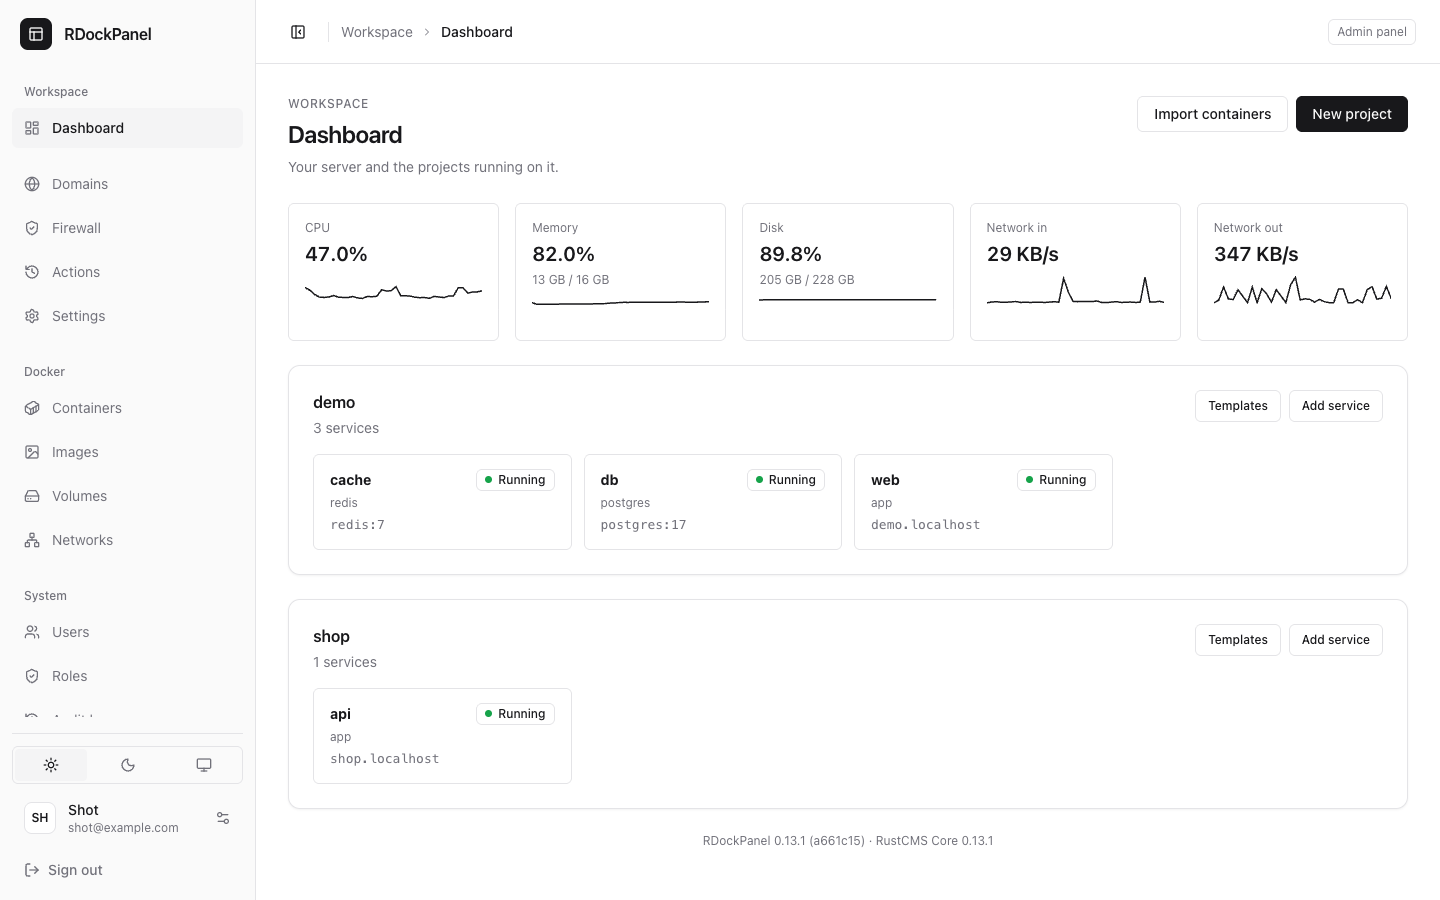 RDockPanel
Workspace
Dashboard
Domains
Firewall
Actions
Settings
Docker
Containers
Images
Volumes
Networks
System
Users
Roles
SH
Shot
shot@example.com
Sign out
Workspace > Dashboard
Admin panel
WORKSPACE
Dashboard
Your server and the projects running on it.
Import containers
New project
CPU
47.0%
Memory
82.0%
13 GB / 16 GB
Disk
89.8%
205 GB / 228 GB
Network in
29 KB/s
Network out
347 KB/s
demo
3 services
Templates
Add service
cache
Running
redis
redis:7
db
Running
postgres
postgres:17
web
Running
app
demo.localhost
shop
1 services
Templates
Add service
api
Running
app
shop.localhost
RDockPanel 0.13.1 (a661c15) · RustCMS Core 0.13.1